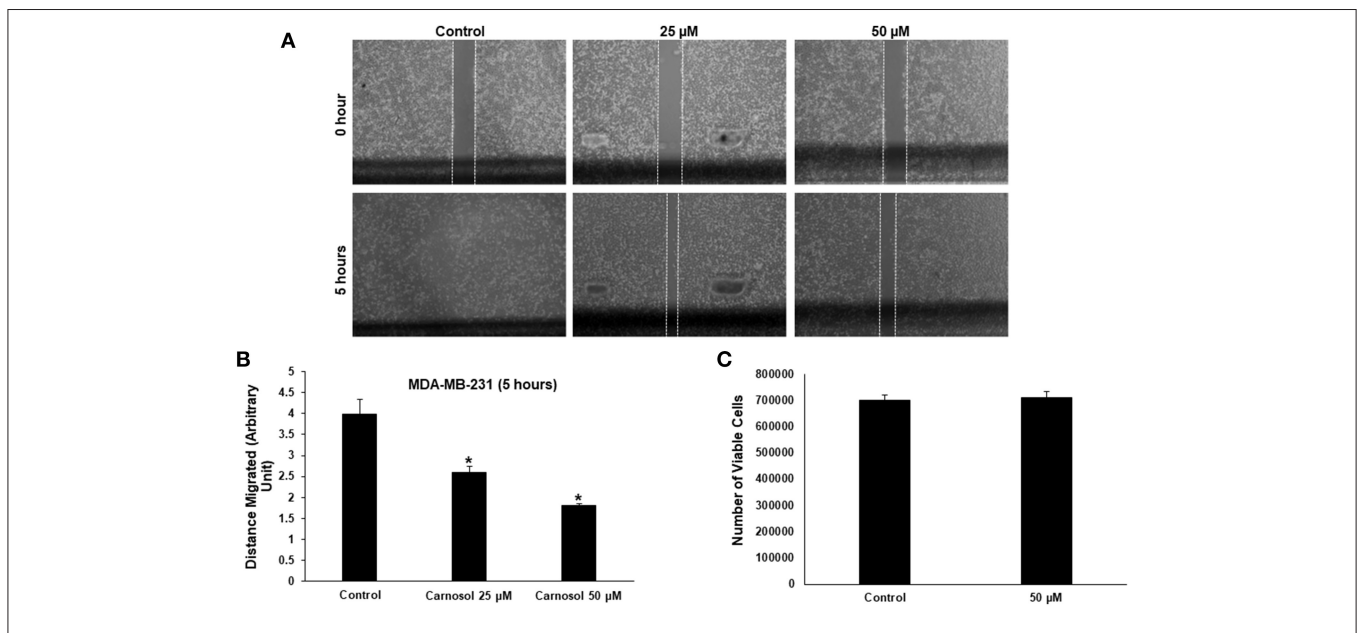 A
Control
25 µM
50 µM
0 hour
5 hours
B
MDA-MB-231 (5 hours)
Distance Migrated (Arbitrary
Unit)
5
4.5
4
3.5
3
2.5
2
1.5
1
0.5
0
*
*
Control
Carnosol 25 µM
Carnosol 50 µM
C
Number of Viable Cells
800000
700000
600000
500000
400000
300000
200000
100000
0
Control
50 µM